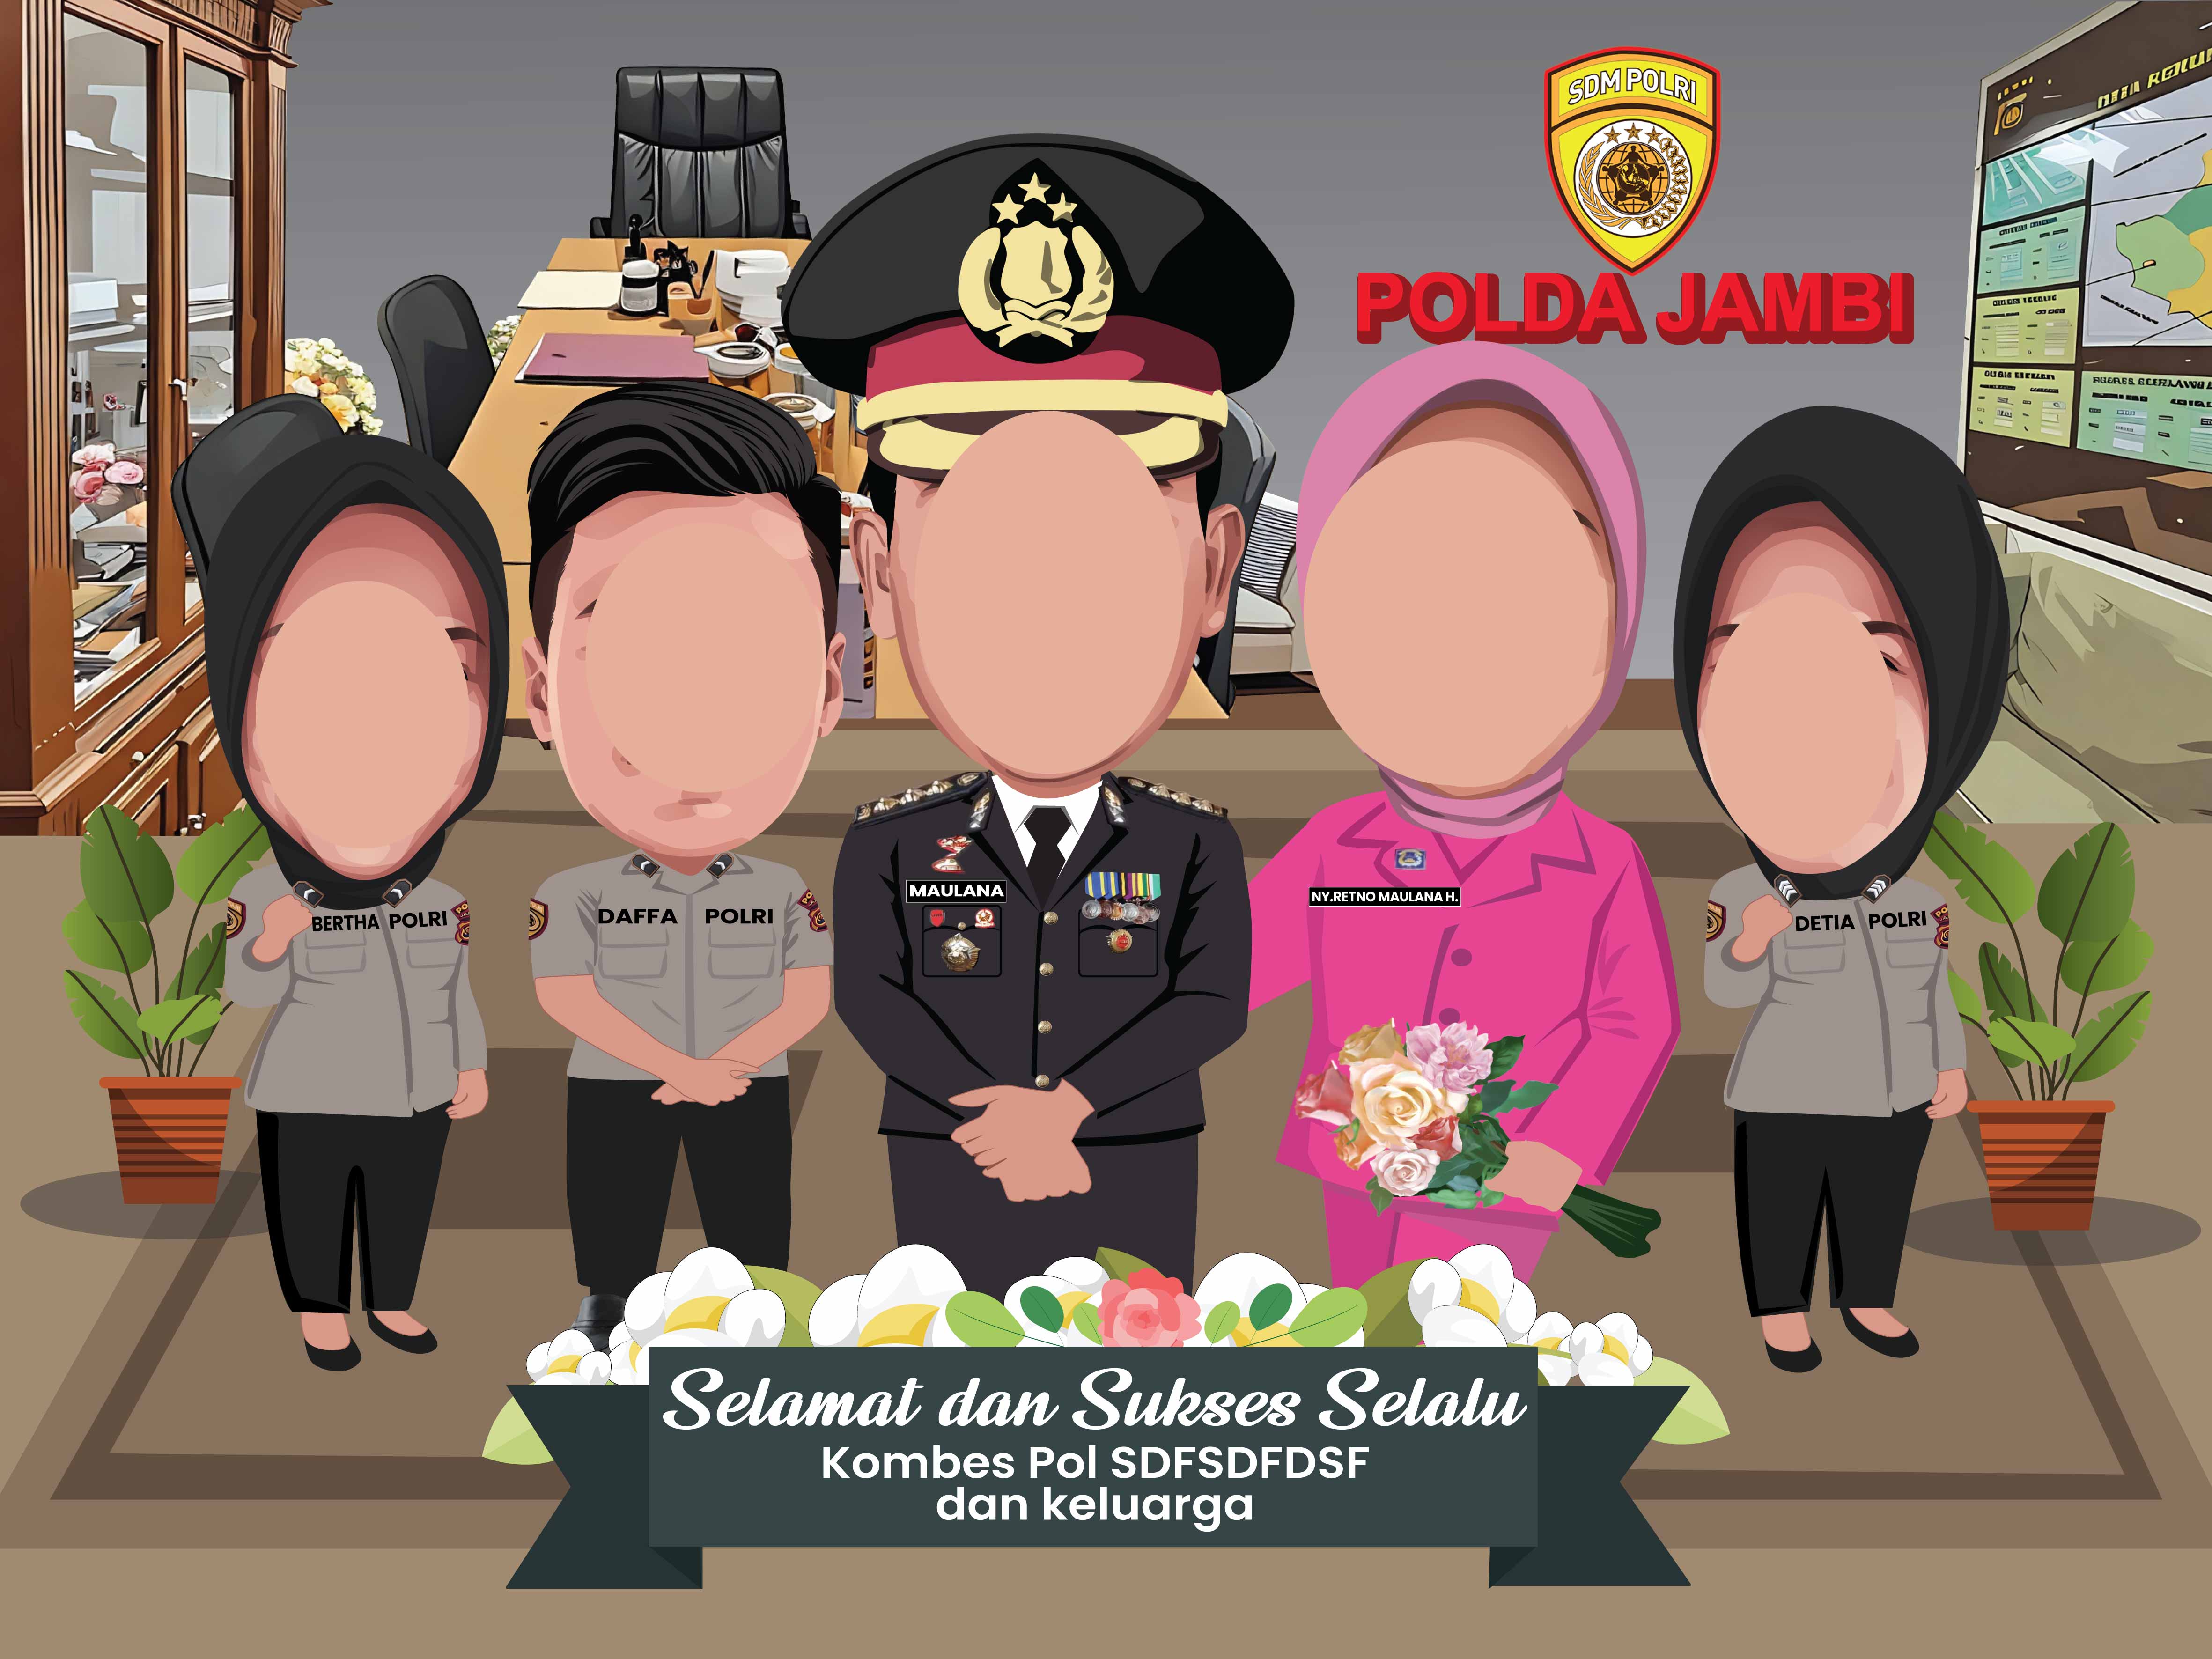 SDM POLRI
POLDA JAMBI
BERTHA POLRI
DAFFA POLRI
MAULANA
NY.RETNO MAULANA H.
DETIA POLRI
Selamat dan Sukses Selalu
Kombes Pol SDFSDFDSF
dan keluarga